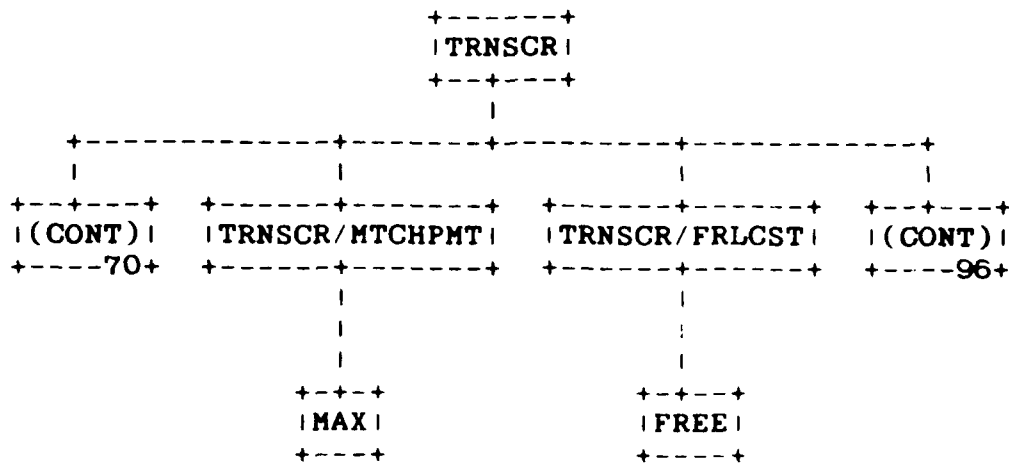 TRNSCR
(CONT) TRNSCR/MTCHPMT TRNSCR/FRLCST (CONT)
70 96
MAX FREE